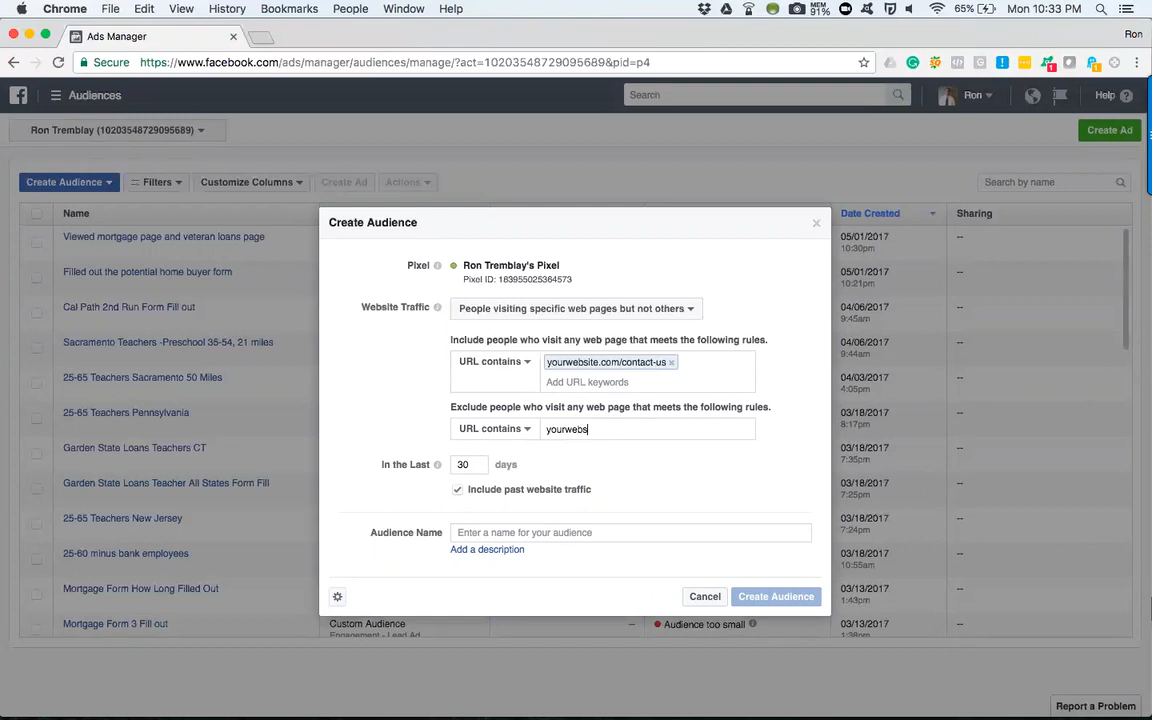 Chrome File Edit View History Bookmarks People Window Help MEM 91% 65% Mon 10:33 PM
Ads Manager Ron
Secure https://www.facebook.com/ads/manager/audiences/manage/?act=10203548729095689&pid=p4
Audiences Search Ron Help
Ron Tremblay (10203548729095689) Create Ad
Create Audience Filters Customize Columns Create Ad Actions Search by name
Name Date Created Sharing
Viewed mortgage page and veteran loans page 05/01/2017 --
10:30pm
Filled out the potential home buyer form 05/01/2017 --
10:21pm
Cal Path 2nd Run Form Fill out 04/06/2017 --
9:45am
Sacramento Teachers -Preschool 35-54, 21 miles 04/06/2017 --
9:44am
25-65 Teachers Sacramento 50 Miles 04/03/2017 --
4:05pm
25-65 Teachers Pennsylvania 03/18/2017 --
8:17pm
Garden State Loans Teachers CT 03/18/2017 --
7:35pm
Garden State Loans Teacher All States Form Fill 03/18/2017 --
7:25pm
25-65 Teachers New Jersey 03/18/2017 --
7:24pm
25-60 minus bank employees 03/18/2017 --
10:55am
Mortgage Form How Long Filled Out 03/14/2017 --
1:43pm
Mortgage Form 3 Fill out Custom Audience -- Audience too small 03/13/2017 --
Engagement - Lead Ad 1:38pm
Create Audience
Pixel Ron Tremblay's Pixel
Pixel ID: 183955025364573
Website Traffic People visiting specific web pages but not others
Include people who visit any web page that meets the following rules.
URL contains yourwebsite.com/contact-us
Add URL keywords
Exclude people who visit any web page that meets the following rules.
URL contains yourwebs
In the Last 30 days
Include past website traffic
Audience Name Enter a name for your audience
Add a description
Cancel Create Audience
Report a Problem